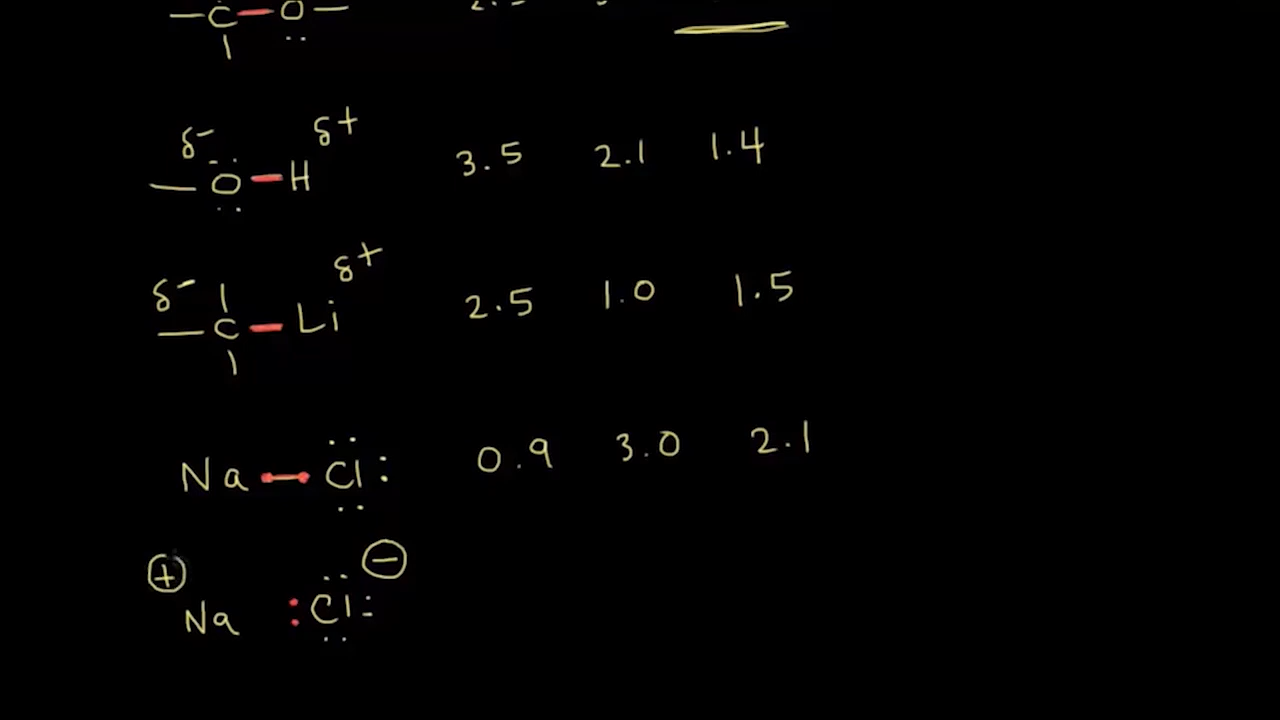 C O
δ- δ+
O H 3.5 2.1 1.4
δ- δ+
C Li 2.5 1.0 1.5
Na Cl 0.9 3.0 2.1
+ −
Na Cl